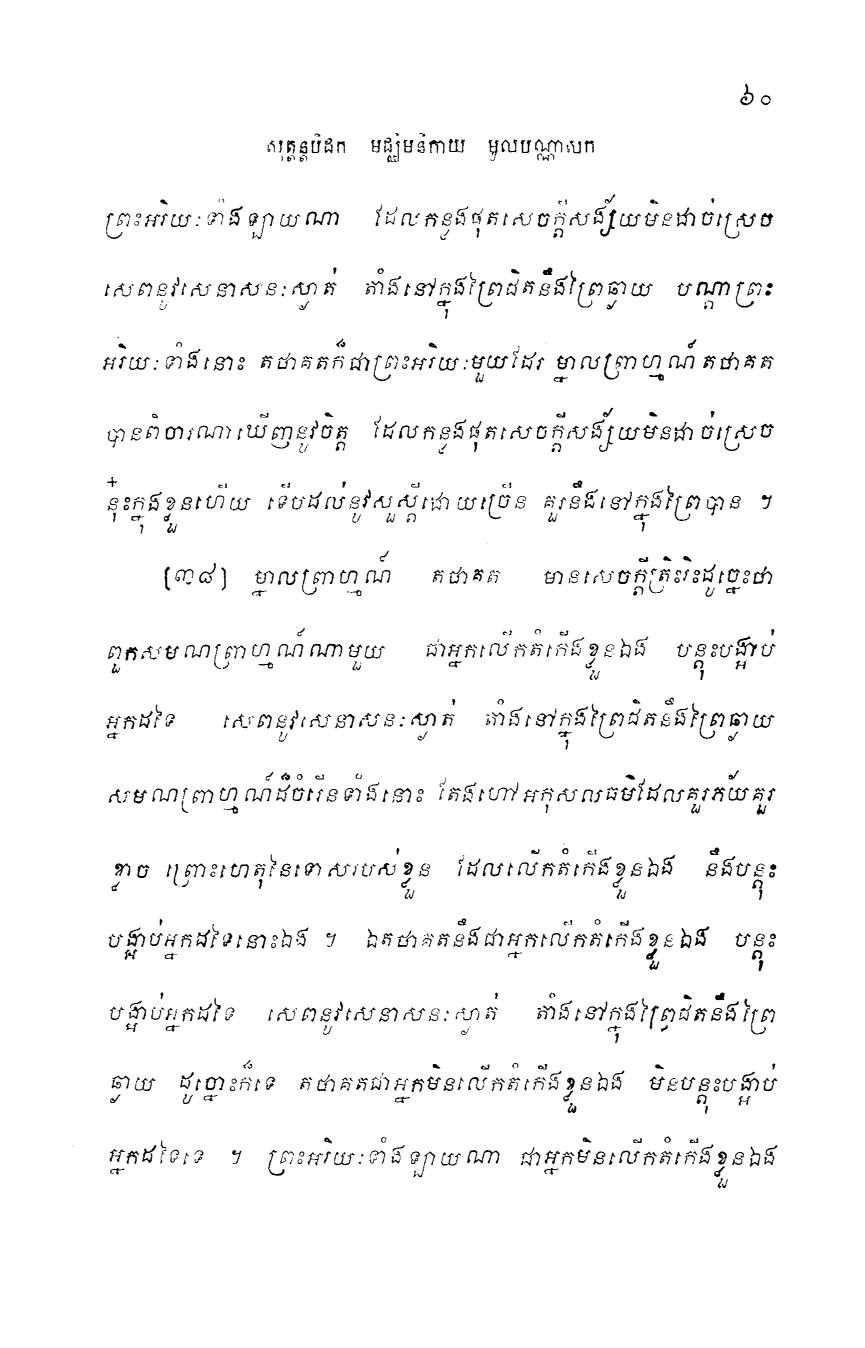 ៦០
សុត្តន្តបិដក មជ្ឈិមនិកាយ មូលបណ្ណាសក
ព្រះអរិយៈទាំងឡាយណា ដែលកន្លងផុតសេចក្តីសង្ស័យមិនដាច់ស្រេច
សេពនូវសេនាសនៈស្ងាត់ តាំងនៅក្នុងព្រៃជិតនឹងព្រៃឆ្ងាយ បណ្តាព្រះ
អរិយៈទាំងនោះ តថាគតក៏ជាព្រះអរិយៈមួយដែរ ម្នាលព្រាហ្មណ៍ តថាគត
បានពិចារណាឃើញនូវចិត្ត ដែលកន្លងផុតសេចក្តីសង្ស័យមិនដាច់ស្រេច
នុ៎ះក្នុងខ្លួនហើយ ទើបដល់នូវសួស្តីដោយច្រើន គួរនឹងនៅក្នុងព្រៃបាន ។
[៣៨] ម្នាលព្រាហ្មណ៍ តថាគត មានសេចក្តីត្រិះរិះដូច្នេះថា
ពួកសមណព្រាហ្មណ៍ណាមួយ ជាអ្នកលើកតំកើងខ្លួនឯង បន្តុះបង្អាប់
អ្នកដទៃ សេពនូវសេនាសនៈស្ងាត់ តាំងនៅក្នុងព្រៃជិតនឹងព្រៃឆ្ងាយ
សមណព្រាហ្មណ៍ដ៏ចំរើនទាំងនោះ តែងហៅអកុសលធម៌ដែលគួរភ័យគួរ
ខ្លាច ព្រោះហេតុនៃទោសរបស់ខ្លួន ដែលលើកតំកើងខ្លួនឯង នឹងបន្តុះ
បង្អាប់អ្នកដទៃនោះឯង ។ ឯតថាគតនឹងជាអ្នកលើកតំកើងខ្លួនឯង បន្តុះ
បង្អាប់អ្នកដទៃ សេពនូវសេនាសនៈស្ងាត់ តាំងនៅក្នុងព្រៃជិតនឹងព្រៃ
ឆ្ងាយ ដូច្នោះក៏ទេ តថាគតជាអ្នកមិនលើកតំកើងខ្លួនឯង មិនបន្តុះបង្អាប់
អ្នកដទៃទេ ។ ព្រះអរិយៈទាំងឡាយណា ជាអ្នកមិនលើកតំកើងខ្លួនឯង